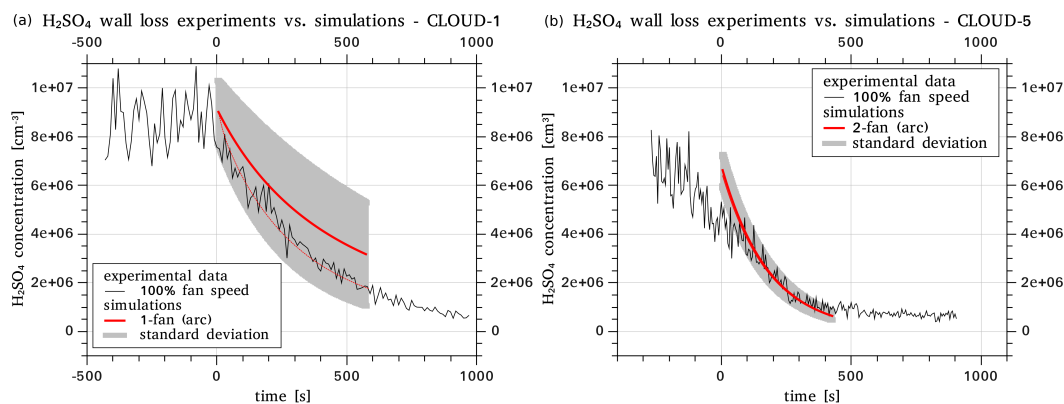 (a) H₂SO₄ wall loss experiments vs. simulations - CLOUD-1
-500 0 500 1000
1e+07 1e+07
8e+06 8e+06
6e+06 6e+06
4e+06 4e+06
2e+06 2e+06
0 0
H₂SO₄ concentration [cm⁻³]
experimental data
100% fan speed
simulations
1-fan (arc)
standard deviation
-500 0 500 1000
time [s]
(b) H₂SO₄ wall loss experiments vs. simulations - CLOUD-5
0 500 1000
1e+07 1e+07
8e+06 8e+06
6e+06 6e+06
4e+06 4e+06
2e+06 2e+06
0 0
H₂SO₄ concentration [cm³]
experimental data
100% fan speed
simulations
2-fan (arc)
standard deviation
0 500 1000
time [s]